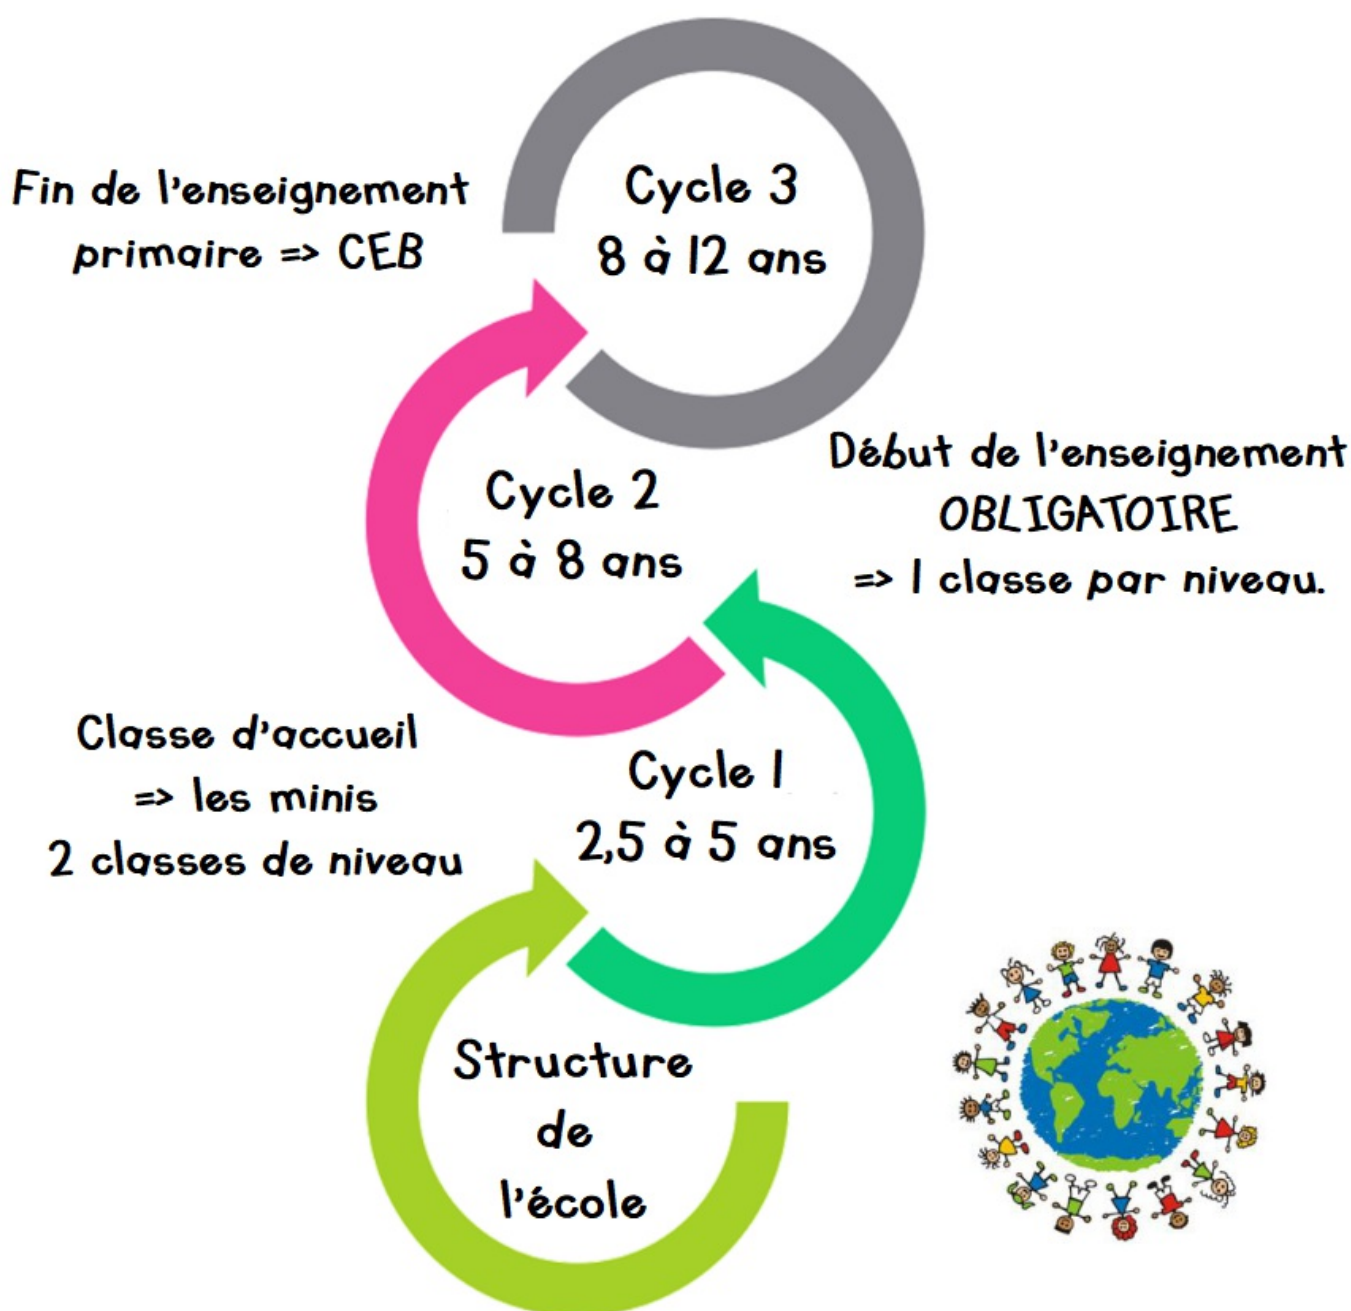 Fin de l'enseignement
primaire => CEB
Cycle 3
8 à 12 ans
Début de l'enseignement
OBLIGATOIRE
=> 1 classe par niveau.
Cycle 2
5 à 8 ans
Classe d'accueil
=> les minis
2 classes de niveau
Cycle 1
2,5 à 5 ans
Structure
de
l'école